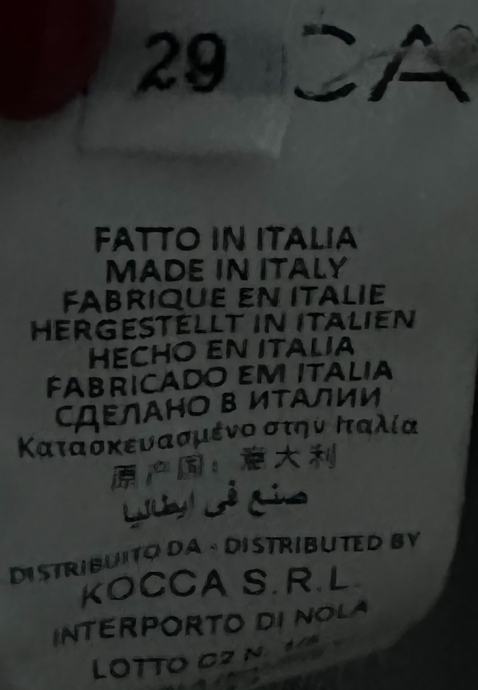 29
CA
FATTO IN ITALIA
MADE IN ITALY
FABRIQUE EN ITALIE
HERGESTELLT IN ITALIEN
HECHO EN ITALIA
FABRICADO EM ITALIA
СДЕЛАНО В ИТАЛИИ
Κατασκευασμένο στην Ιταλία
原产国：意大利
صنع في ايطاليا
DISTRIBUITO DA - DISTRIBUTED BY
KOCCA S.R.L.
INTERPORTO DI NOLA
LOTTO C2 N.